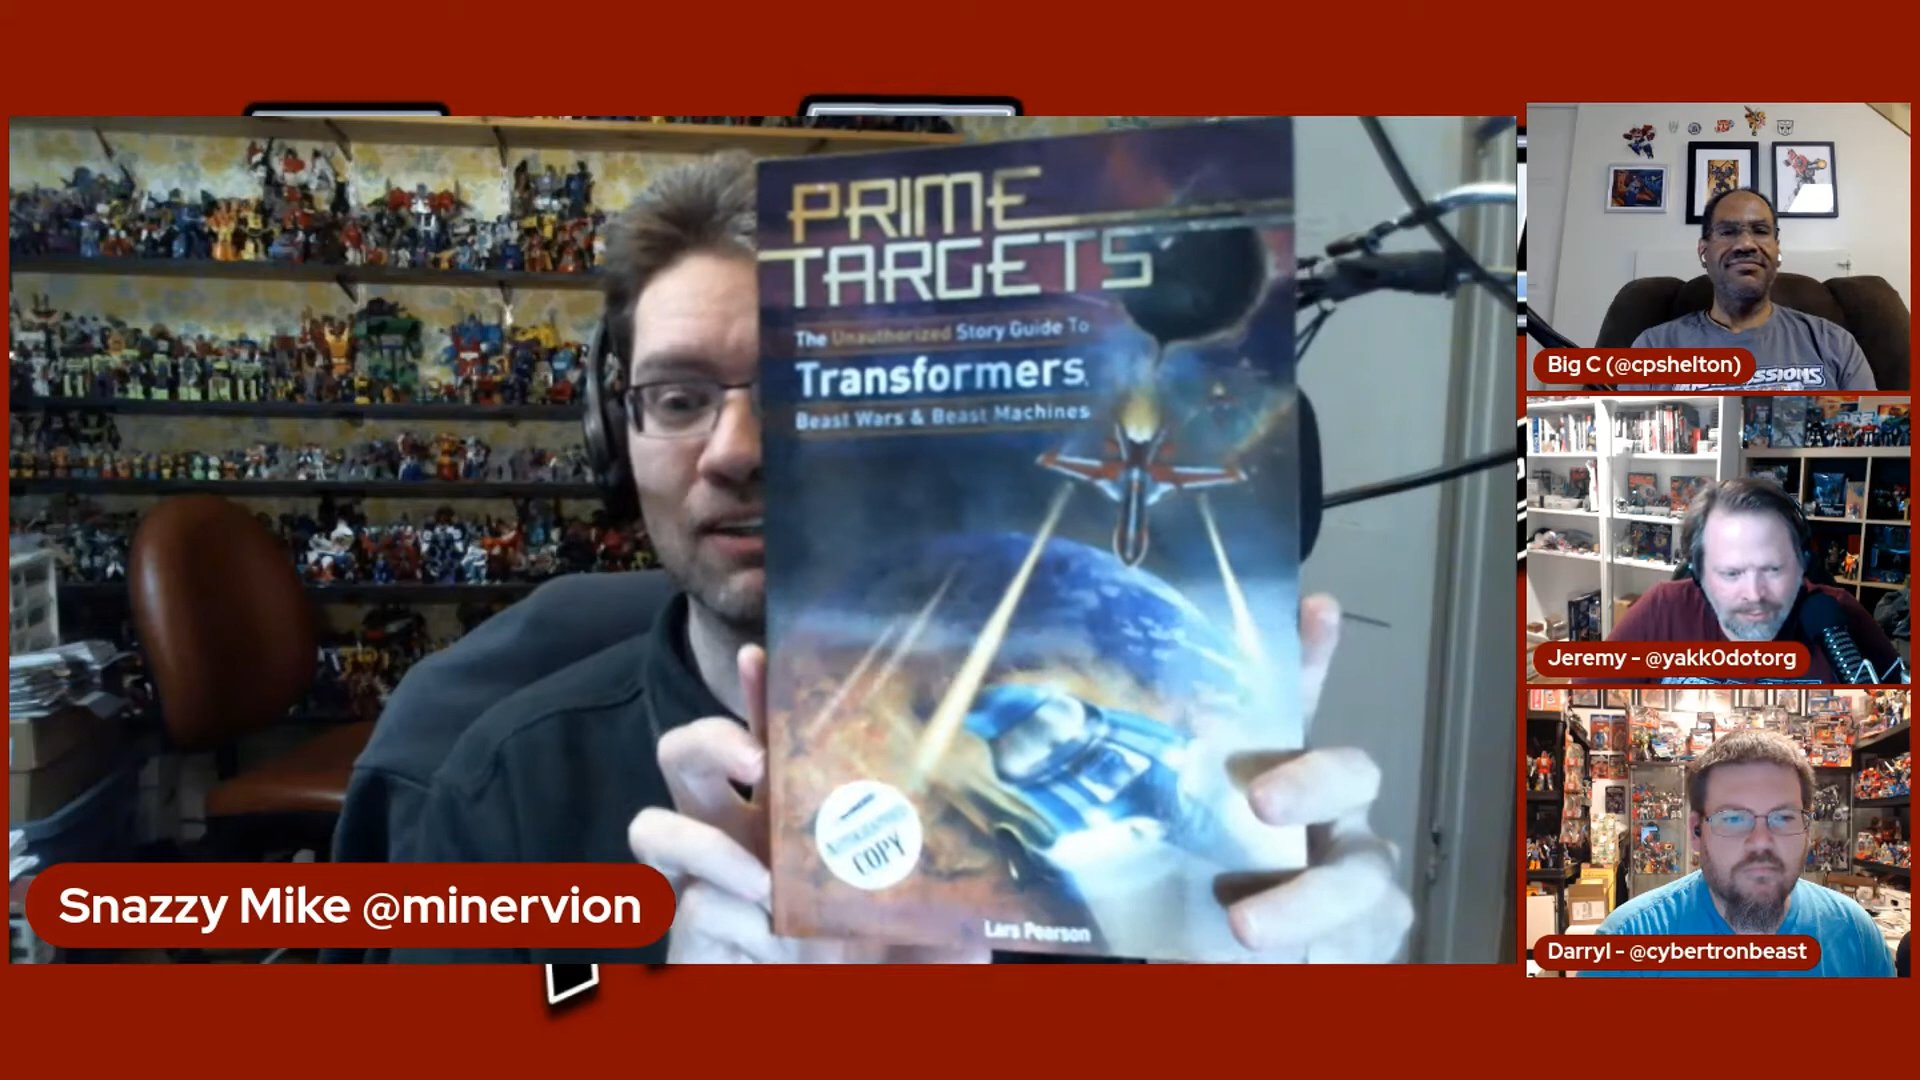 PRIME
TARGETS
The Unauthorized Story Guide To
Transformers
Beast Wars & Beast Machines
COPY
Lars Pearson
Snazzy Mike @minervion
Big C (@cpshelton)
Jeremy - @yakk0dotorg
Darryl - @cybertronbeast